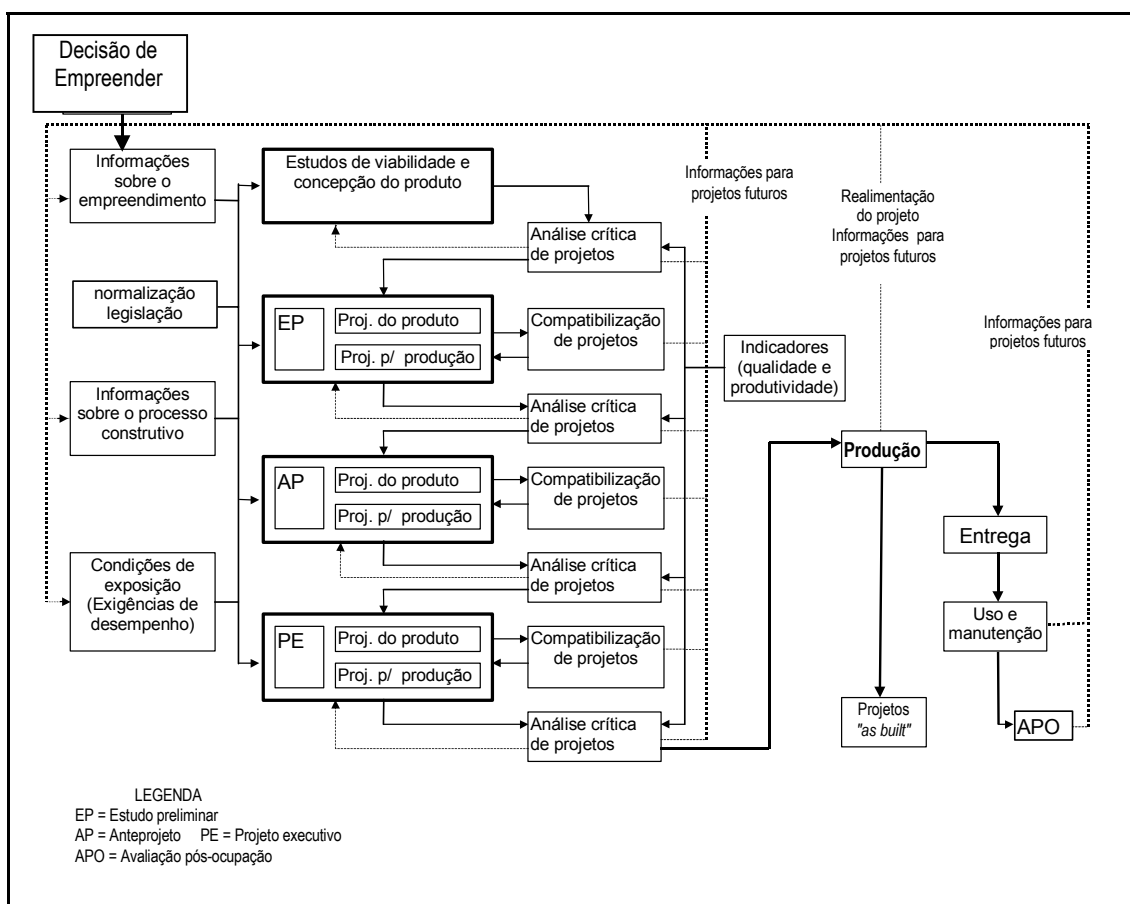 Decisão de
Empreender
Informações
sobre o
empreendimento
Estudos de viabilidade e
concepção do produto
Informações para
projetos futuros
Realimentação
do projeto
Informações para
projetos futuros
Análise crítica
de projetos
normalização
legislação
EP
Proj. do produto
Proj. p/ produção
Compatibilização
de projetos
Indicadores
(qualidade e
produtividade)
Informações para
projetos futuros
Informações
sobre o processo
construtivo
Análise crítica
de projetos
Produção
AP
Proj. do produto
Proj. p/ produção
Compatibilização
de projetos
Entrega
Condições de
exposição
(Exigências de
desempenho)
Análise crítica
de projetos
Uso e
manutenção
PE
Proj. do produto
Proj. p/ produção
Compatibilização
de projetos
Análise crítica
de projetos
Projetos
"as built"
APO
LEGENDA
EP = Estudo preliminar
AP = Anteprojeto PE = Projeto executivo
APO = Avaliação pós-ocupação